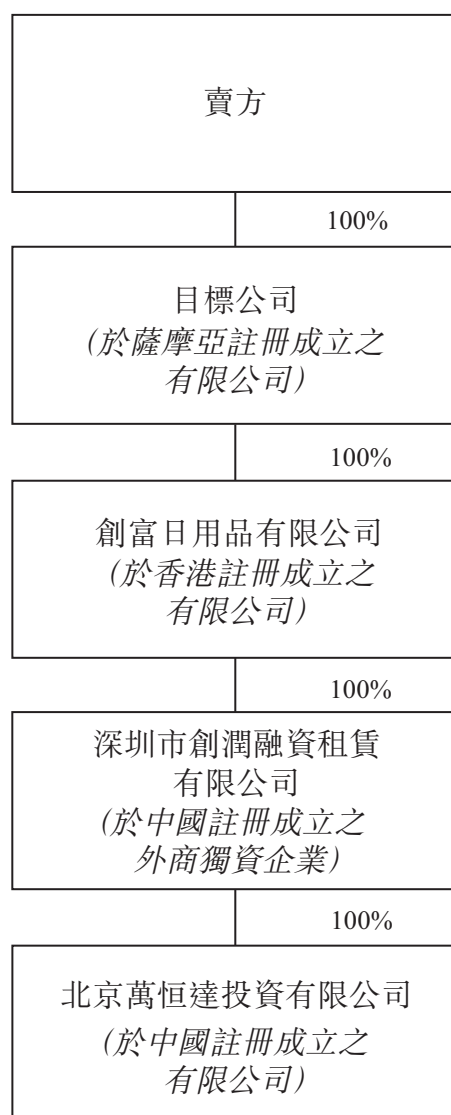 賣方
100%
目標公司
(於薩摩亞註冊成立之
有限公司)
100%
創富日用品有限公司
(於香港註冊成立之
有限公司)
100%
深圳市創潤融資租賃
有限公司
(於中國註冊成立之
外商獨資企業)
100%
北京萬恒達投資有限公司
(於中國註冊成立之
有限公司)